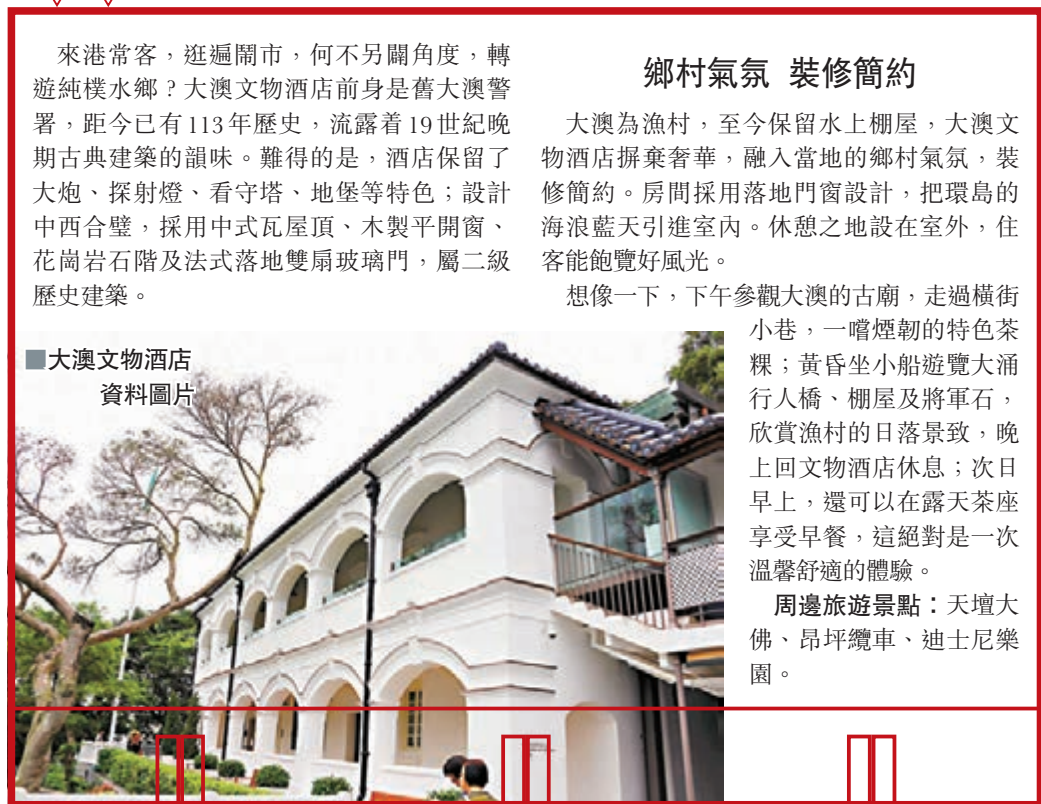 來港常客，逛遍鬧市，何不另闢角度，轉
遊純樸水鄉？大澳文物酒店前身是舊大澳警
署，距今已有113年歷史，流露着19世紀晚
期古典建築的韻味。難得的是，酒店保留了
大炮、探射燈、看守塔、地堡等特色；設計
中西合璧，採用中式瓦屋頂、木製平開窗、
花崗岩石階及法式落地雙扇玻璃門，屬二級
歷史建築。
■大澳文物酒店
資料圖片
鄉村氣氛 裝修簡約
大澳為漁村，至今保留水上棚屋，大澳文
物酒店摒棄奢華，融入當地的鄉村氣氛，裝
修簡約。房間採用落地門窗設計，把環島的
海浪藍天引進室內。休憩之地設在室外，住
客能飽覽好風光。
想像一下，下午參觀大澳的古廟，走過橫街
小巷，一嚐煙韌的特色茶
粿；黃昏坐小船遊覽大涌
行人橋、棚屋及將軍石，
欣賞漁村的日落景致，晚
上回文物酒店休息；次日
早上，還可以在露天茶座
享受早餐，這絕對是一次
溫馨舒適的體驗。
周邊旅遊景點：天壇大
佛、昂坪纜車、迪士尼樂
園。